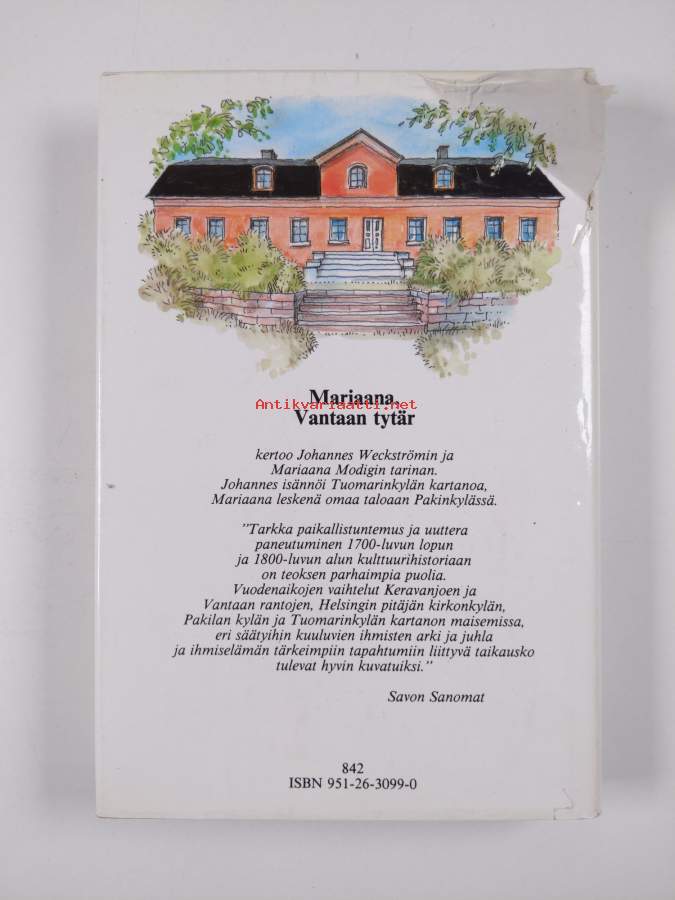 Mariaana,
Antikvariaatti.net
Vantaan tytär
kertoo Johannes Weckströmin ja
Mariaana Modigin tarinan.
Johannes isännöi Tuomarinkylän kartanoa,
Mariaana leskenä omaa taloaan Pakinkylässä.
"Tarkka paikallistuntemus ja uuttera
paneutuminen 1700-luvun lopun
ja 1800-luvun alun kulttuurihistoriaan
on teoksen parhaimpia puolia.
Vuodenaikojen vaihtelut Keravanjoen ja
Vantaan rantojen, Helsingin pitäjän kirkonkylän,
Pakilan kylän ja Tuomarinkylän kartanon maisemissa,
eri säätyihin kuuluvien ihmisten arki ja juhla
ja ihmiselämän tärkeimpiin tapahtumiin liittyvä taikausko
tulevat hyvin kuvatuiksi."
Savon Sanomat
842
ISBN 951-26-3099-0